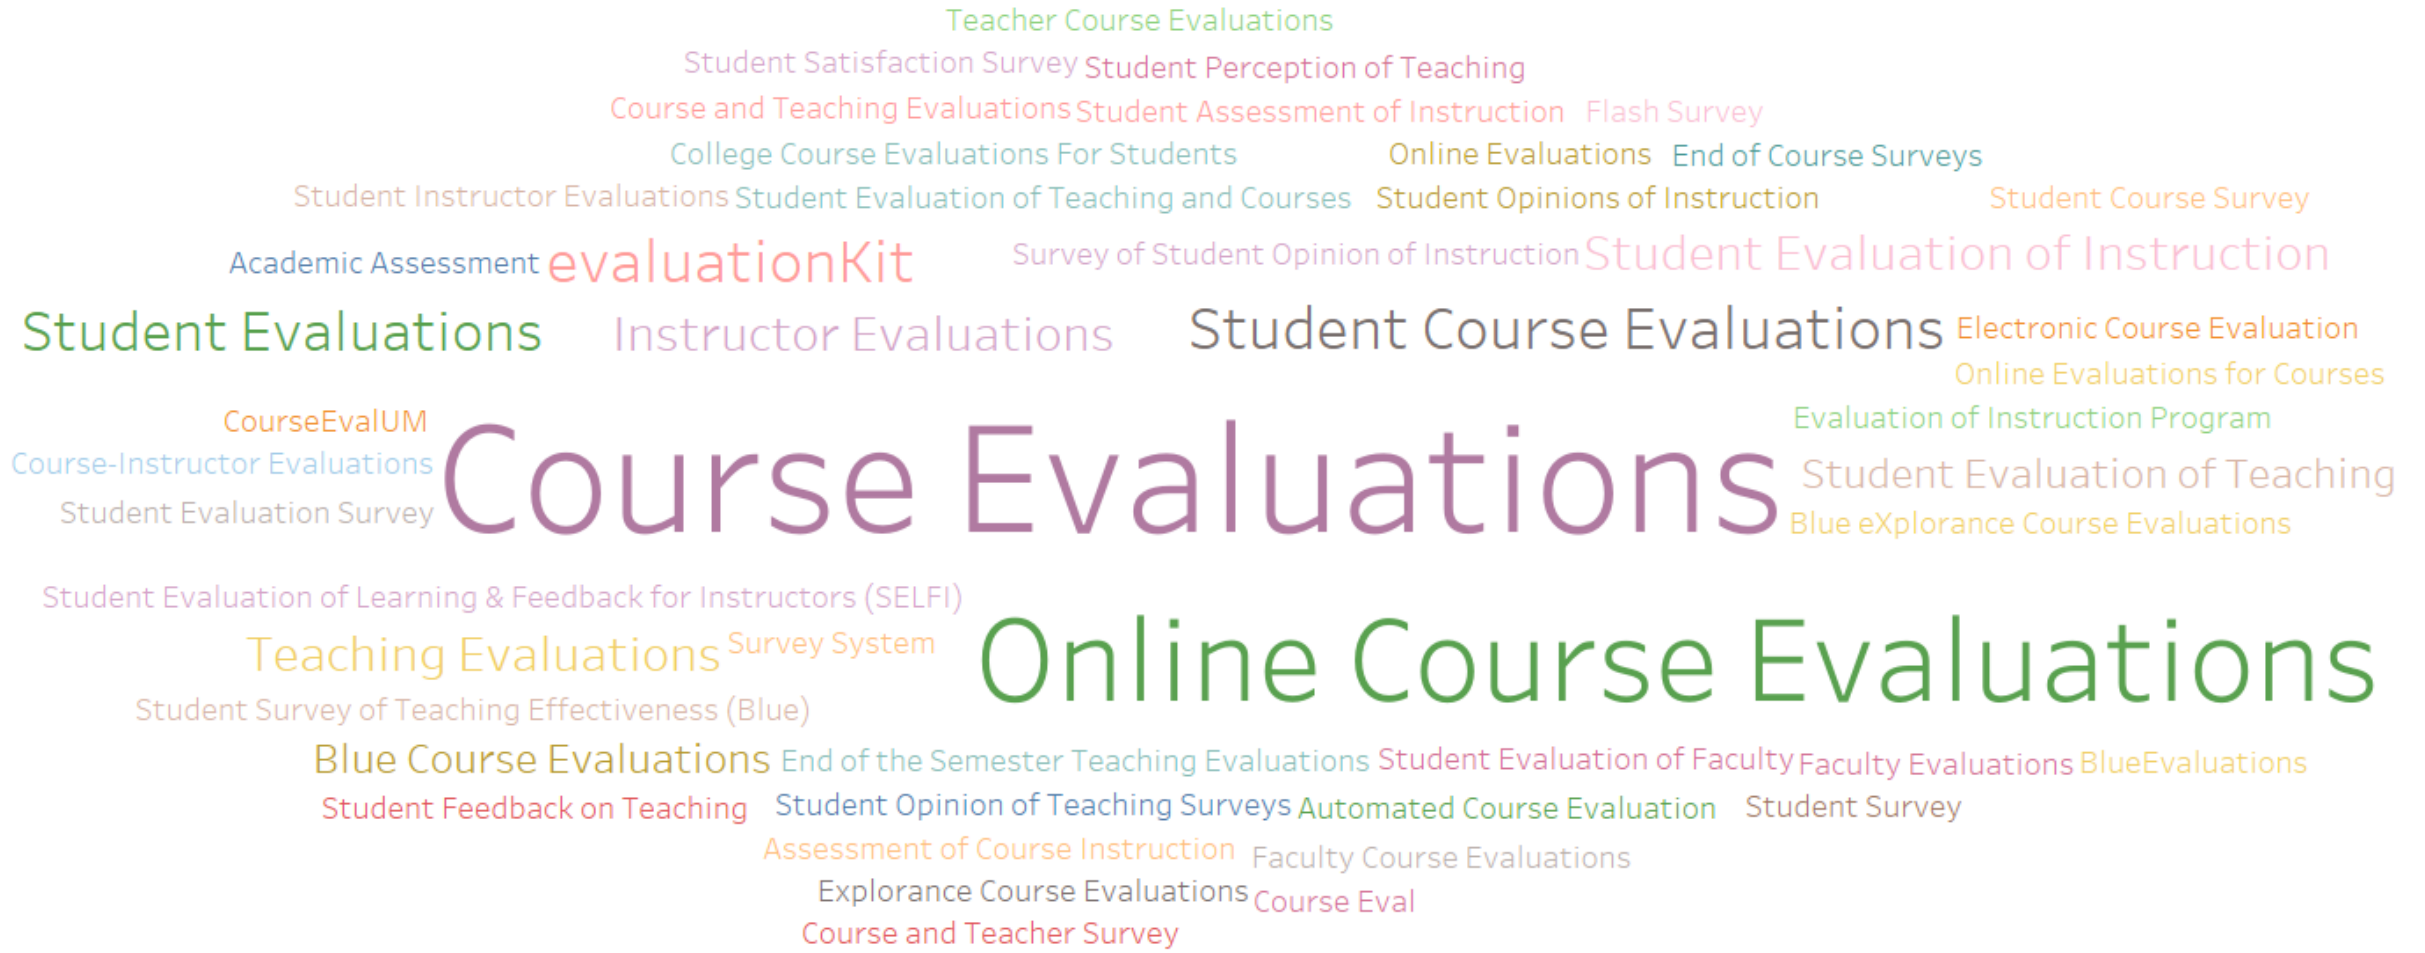 Teacher Course Evaluations
Student Satisfaction Survey Student Perception of Teaching
Course and Teaching Evaluations Student Assessment of Instruction Flash Survey
College Course Evaluations For Students Online Evaluations End of Course Surveys
Student Instructor Evaluations Student Evaluation of Teaching and Courses Student Opinions of Instruction Student Course Survey
Academic Assessment evaluationKit Survey of Student Opinion of Instruction Student Evaluation of Instruction
Student Evaluations Instructor Evaluations Student Course Evaluations Electronic Course Evaluation
Online Evaluations for Courses
CourseEvalUM
Course-Instructor Evaluations
Student Evaluation Survey
Course Evaluations
Evaluation of Instruction Program
Student Evaluation of Teaching
Blue eXplorance Course Evaluations
Student Evaluation of Learning & Feedback for Instructors (SELFI)
Teaching Evaluations Survey System
Online Course Evaluations
Student Survey of Teaching Effectiveness (Blue)
Blue Course Evaluations End of the Semester Teaching Evaluations Student Evaluation of Faculty Faculty Evaluations BlueEvaluations
Student Feedback on Teaching Student Opinion of Teaching Surveys Automated Course Evaluation Student Survey
Assessment of Course Instruction Faculty Course Evaluations
Explorance Course Evaluations Course Eval
Course and Teacher Survey